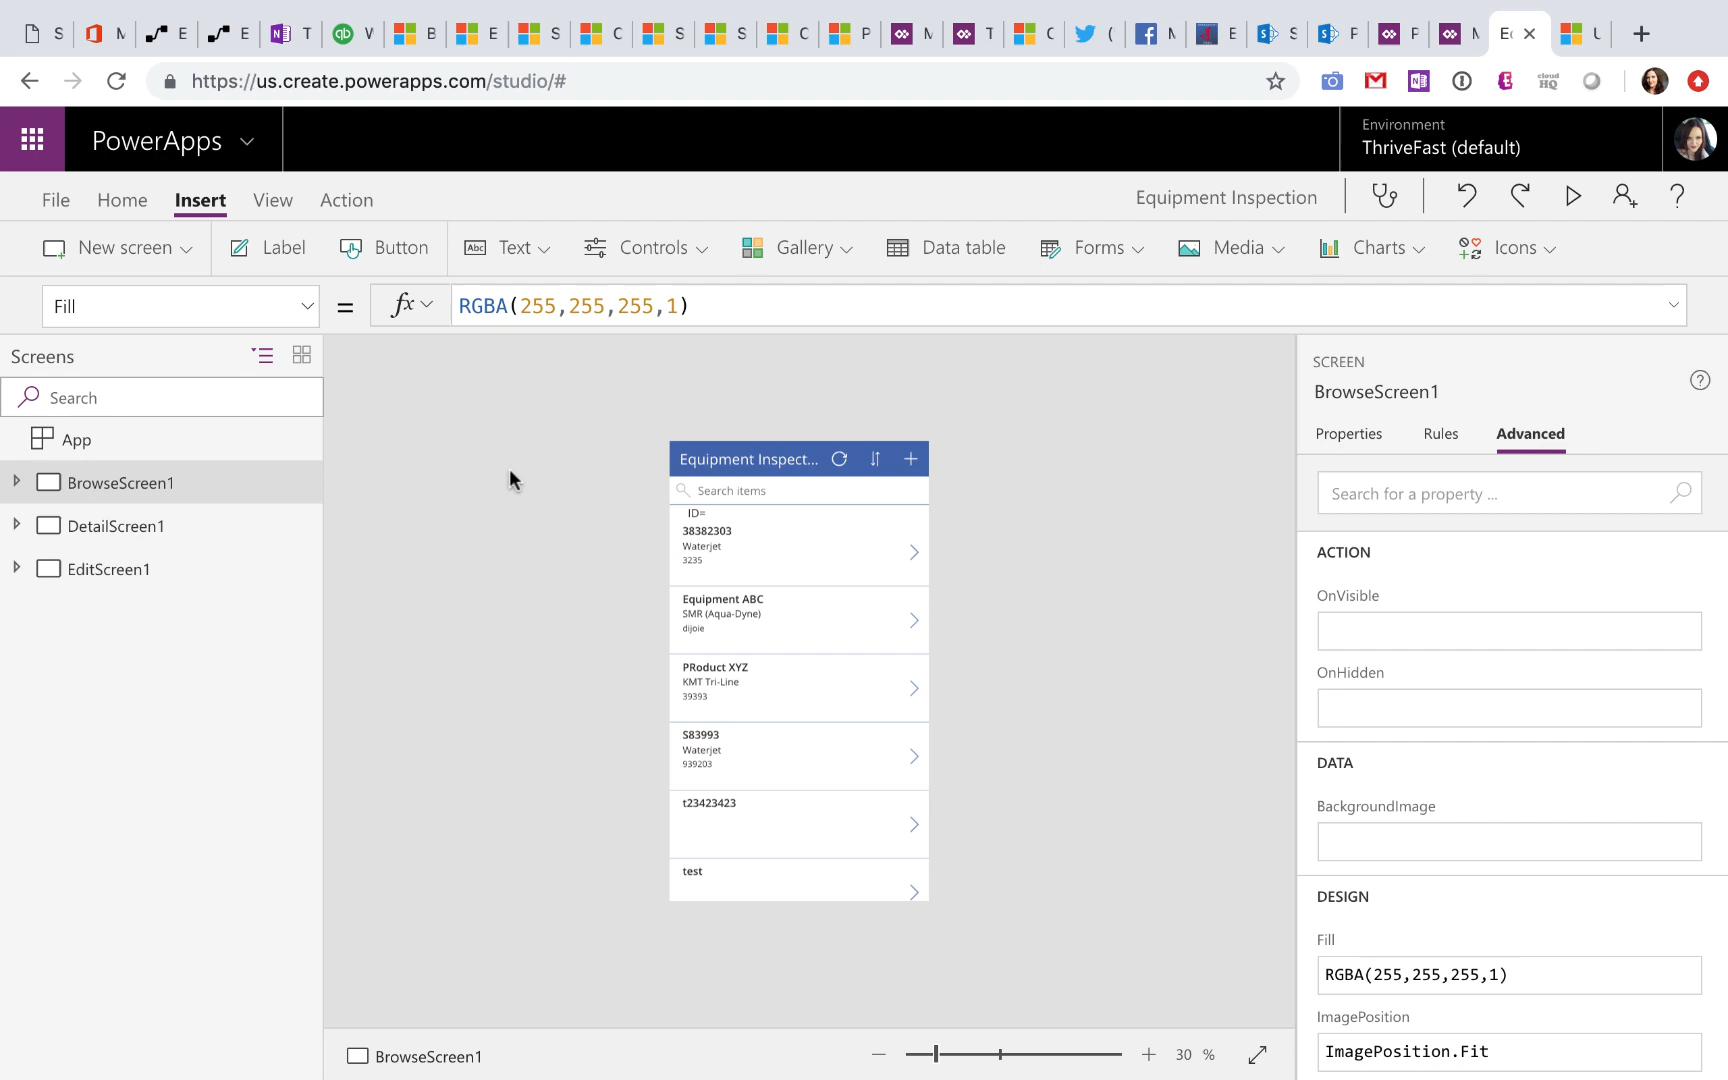 S M E E T W B E S C S S C P M T C ( M E S P P M E U
https://us.create.powerapps.com/studio/#
cloud HQ
PowerApps
Environment
ThriveFast (default)
File Home Insert View Action Equipment Inspection
New screen Label Button Abc Text Controls Gallery Data table Forms Media Charts Icons
Fill = fx RGBA(255,255,255,1)
Screens
Search
App
BrowseScreen1
DetailScreen1
EditScreen1
Equipment Inspect...
Search items
ID=
38382303
Waterjet
3235
Equipment ABC
SMR (Aqua-Dyne)
dijoie
PRoduct XYZ
KMT Tri-Line
39393
S83993
Waterjet
939203
t23423423
test
BrowseScreen1 30 %
SCREEN
BrowseScreen1
Properties Rules Advanced
Search for a property ...
ACTION
OnVisible
OnHidden
DATA
BackgroundImage
DESIGN
Fill
RGBA(255,255,255,1)
ImagePosition
ImagePosition.Fit